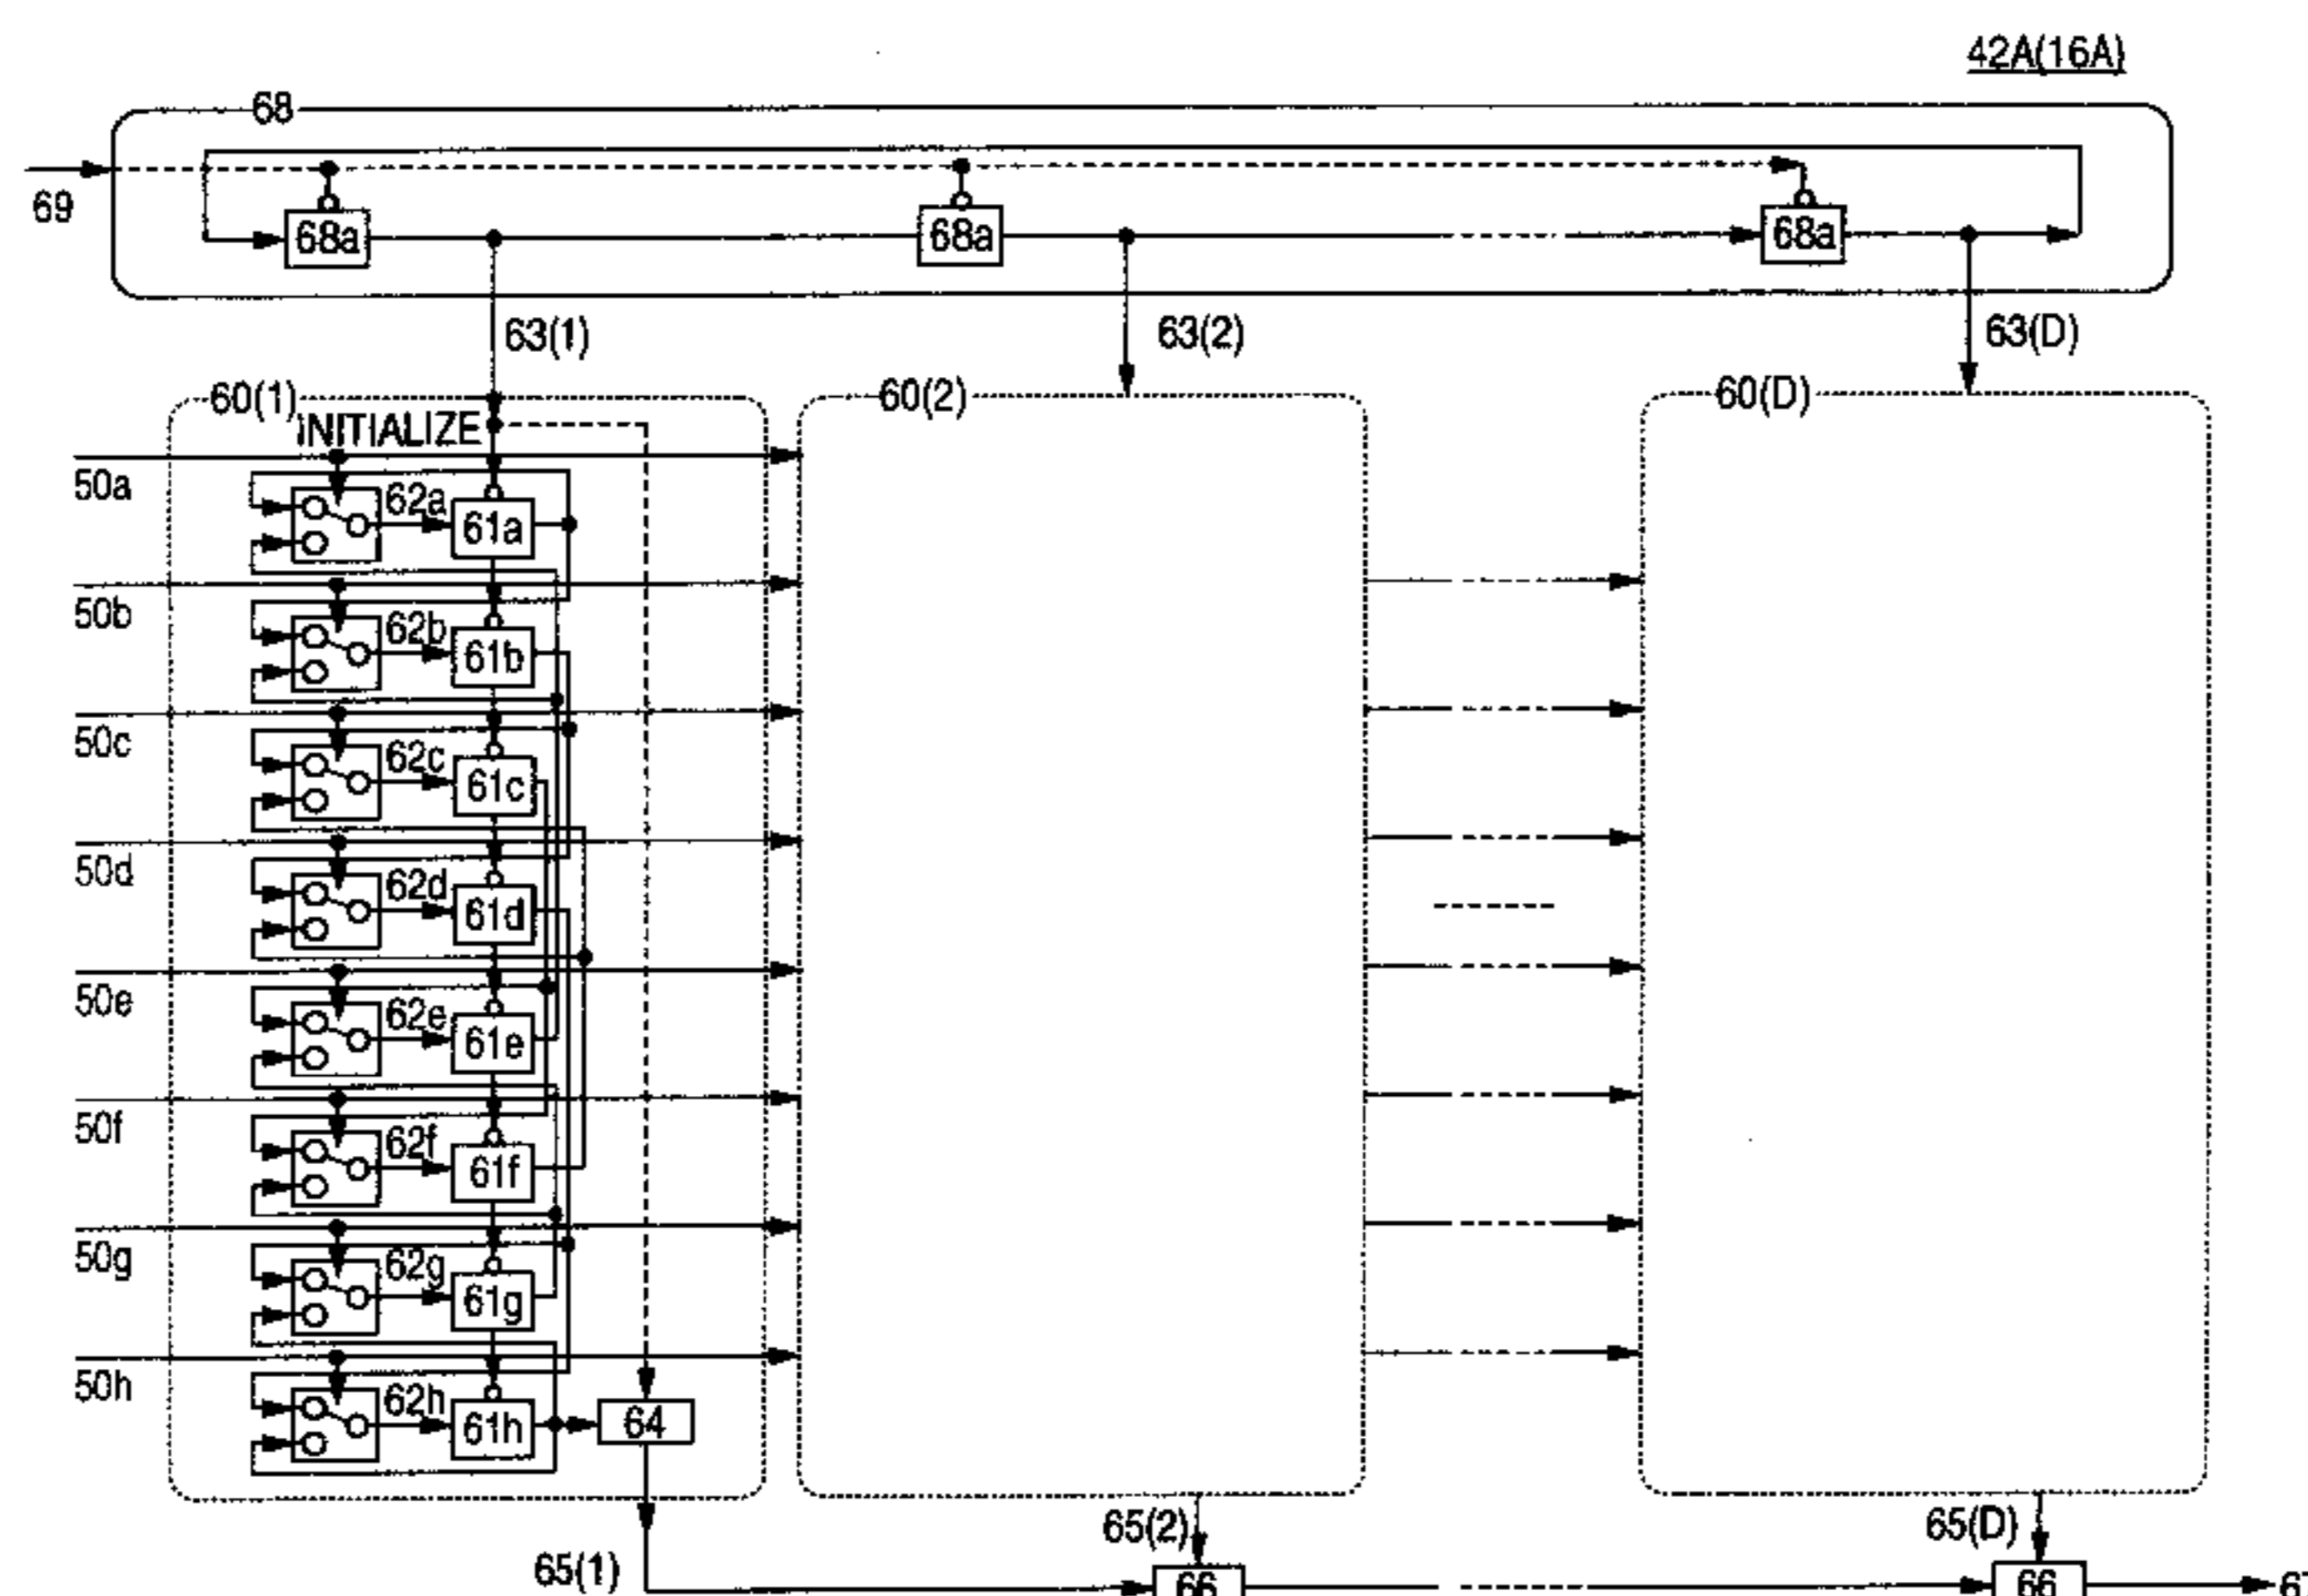 42A(16A)
68
69
68a 68a 68a
63(1) 63(2) 63(D)
60(1) 60(2) 60(D)
INITIALIZE
50a 62a 61a
50b 62b 61b
50c 62c 61c
50d 62d 61d
50e 62e 61e
50f 62f 61f
50g 62g 61g
50h 62h 61h 64
65(1) 65(2) 65(D)
66 66